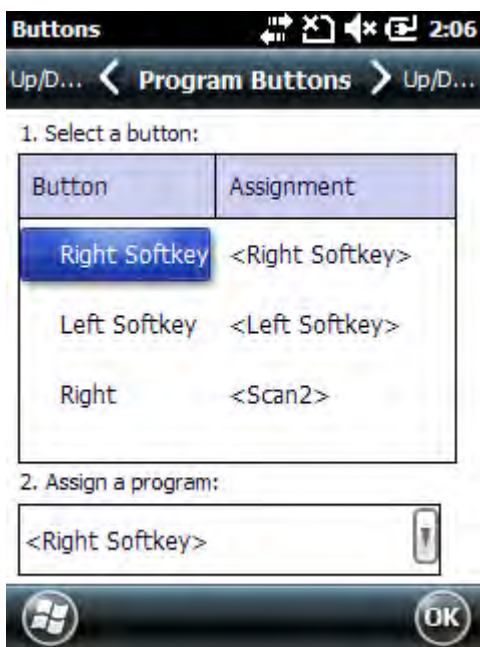 Buttons 2:06
Up/D... Program Buttons Up/D...
1. Select a button:
Button Assignment
Right Softkey <Right Softkey>
Left Softkey <Left Softkey>
Right <Scan2>
2. Assign a program:
<Right Softkey>
OK